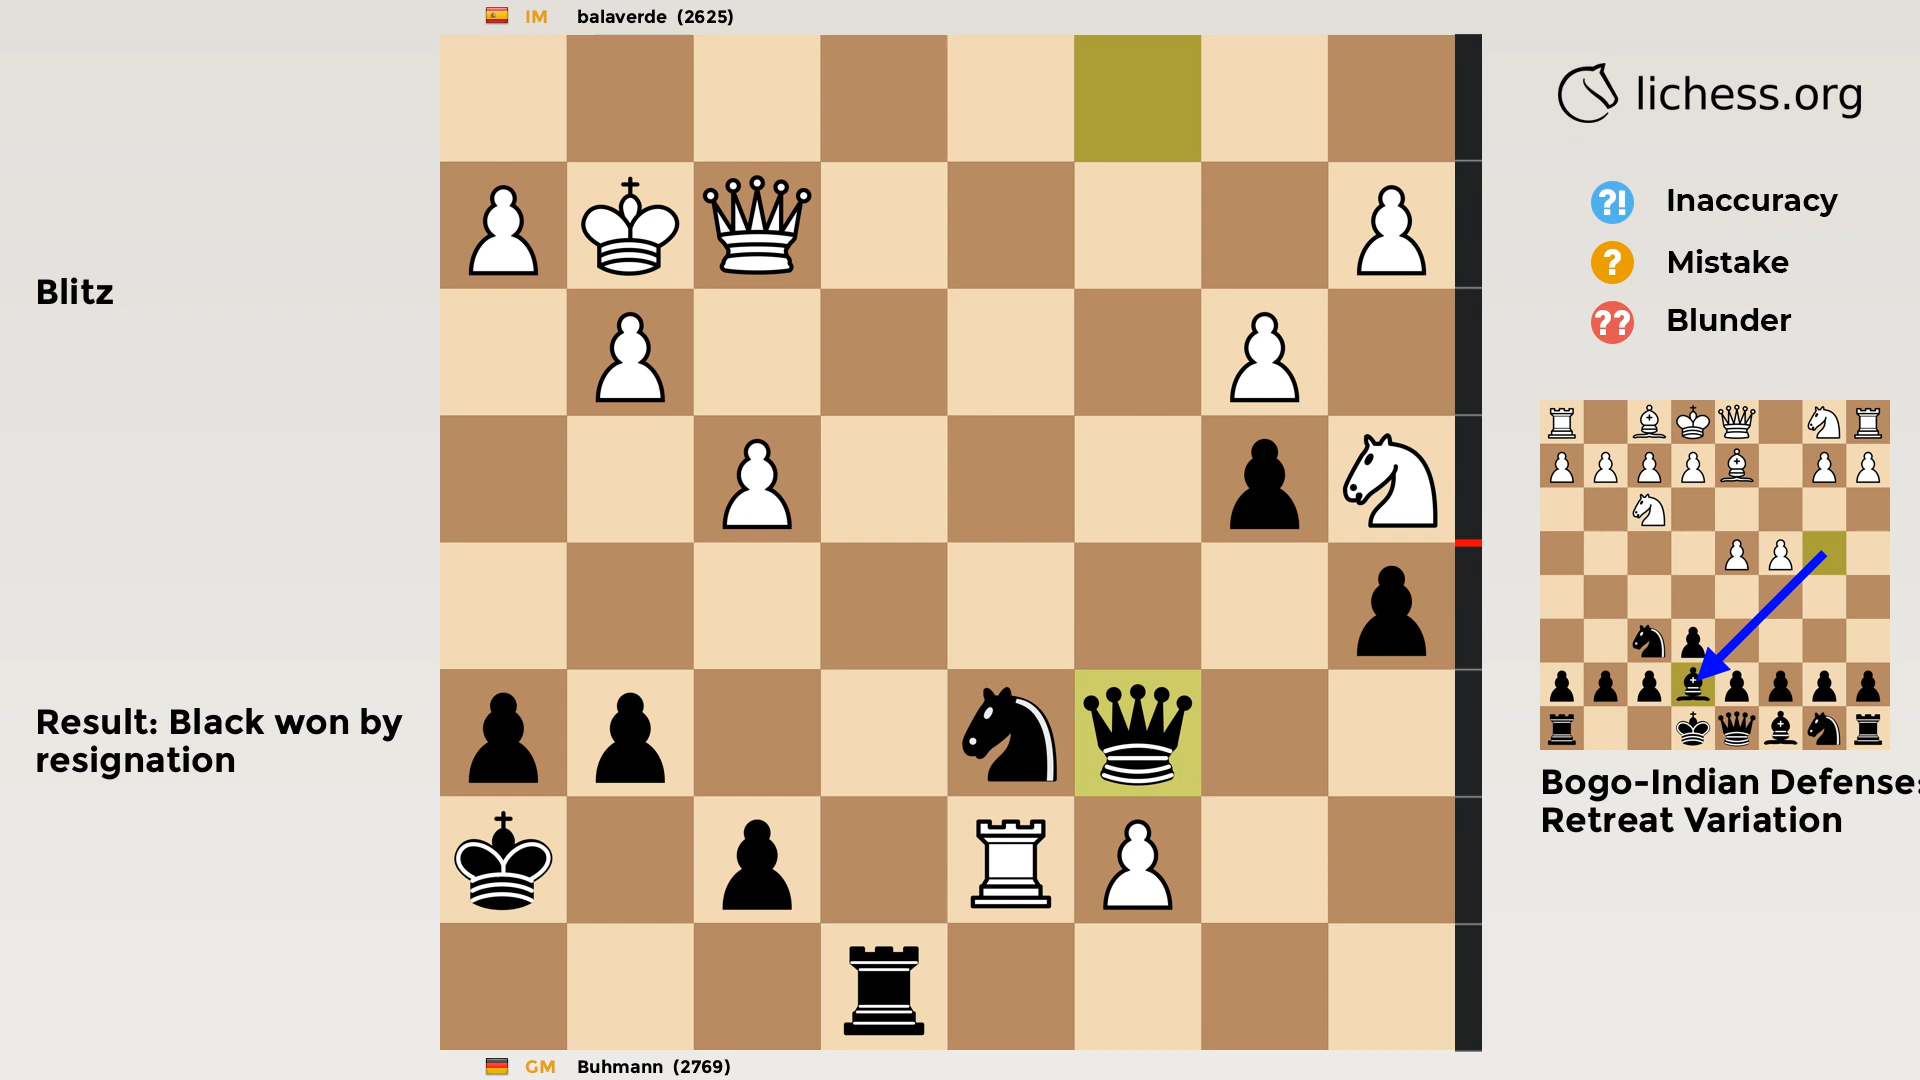 IM balaverde (2625)
lichess.org
?! Inaccuracy
? Mistake
?? Blunder
Blitz
Result: Black won by
resignation
Bogo-Indian Defense:
Retreat Variation
GM Buhmann (2769)